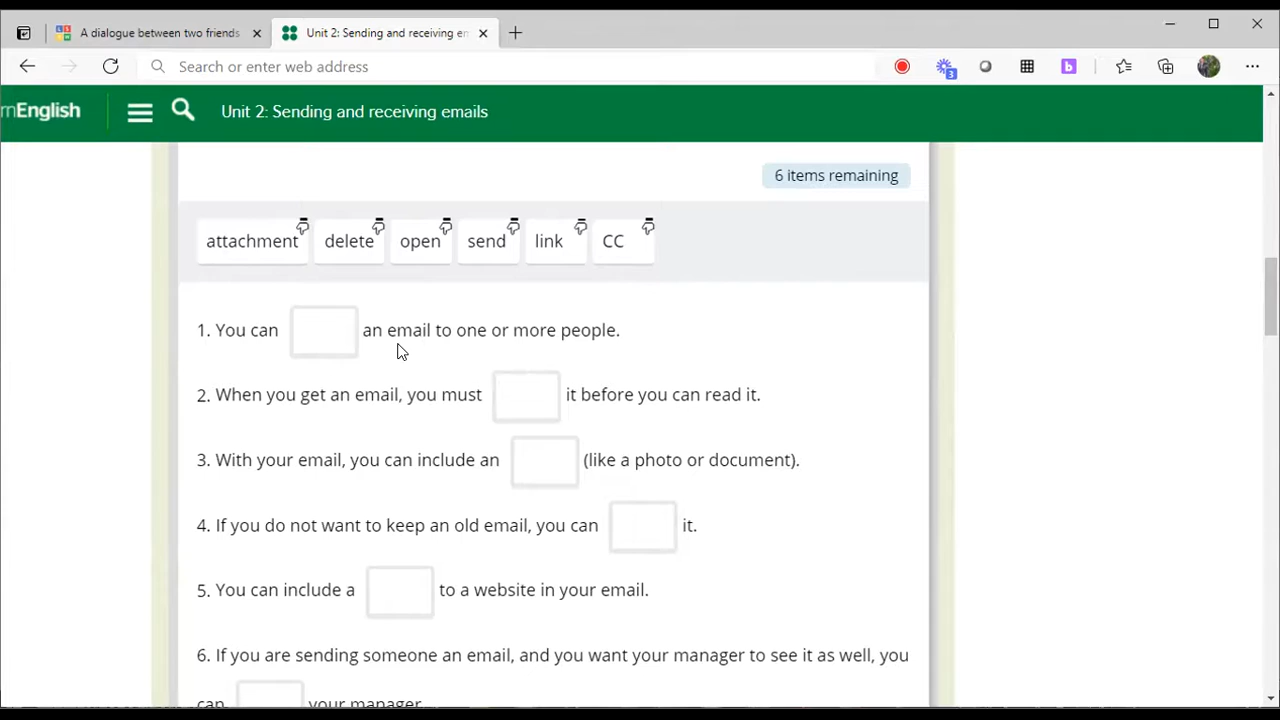 A dialogue between two friends
Unit 2: Sending and receiving em
Search or enter web address
3
b
rnEnglish
Unit 2: Sending and receiving emails
6 items remaining
attachment delete open send link CC
1. You can an email to one or more people.
2. When you get an email, you must it before you can read it.
3. With your email, you can include an (like a photo or document).
4. If you do not want to keep an old email, you can it.
5. You can include a to a website in your email.
6. If you are sending someone an email, and you want your manager to see it as well, you
can your manager.